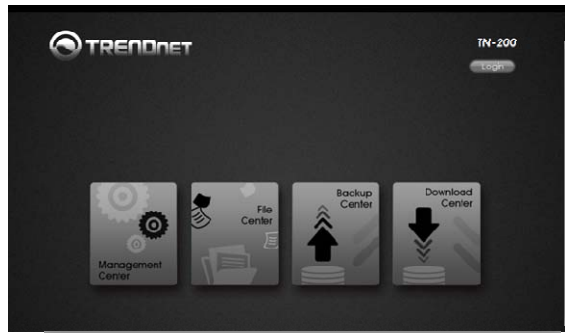 TRENDNET
TN-200
Login
Management
Center
File
Center
Backup
Center
Download
Center